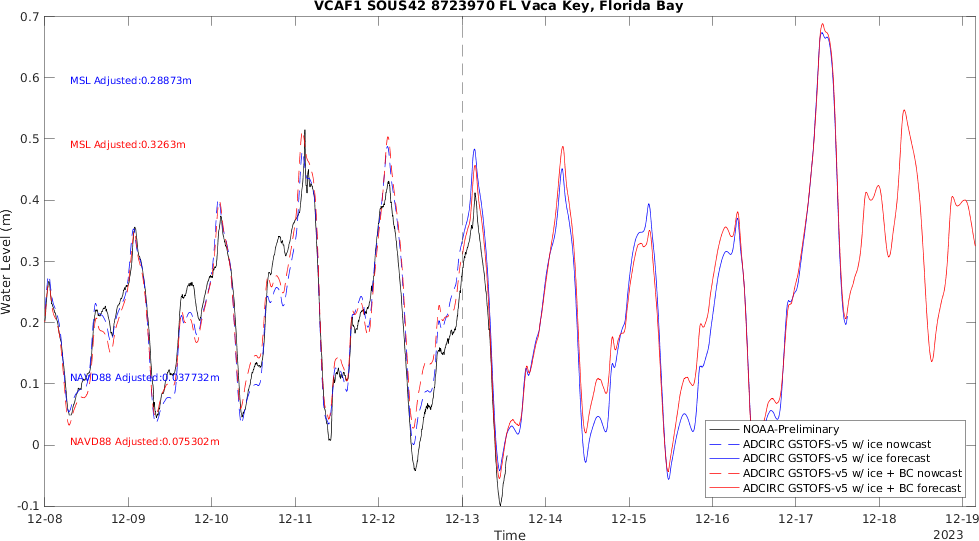 VCAF1 SOUS42 8723970 FL Vaca Key, Florida Bay
Water Level (m)
0.7
0.6
0.5
0.4
0.3
0.2
0.1
0
-0.1
MSL Adjusted:0.28873m
MSL Adjusted:0.3263m
NAVD88 Adjusted:0.037732m
NAVD88 Adjusted:0.075302m
NOAA-Preliminary
ADCIRC GSTOFS-v5 w/ ice nowcast
ADCIRC GSTOFS-v5 w/ ice forecast
ADCIRC GSTOFS-v5 w/ ice + BC nowcast
ADCIRC GSTOFS-v5 w/ ice + BC forecast
12-08 12-09 12-10 12-11 12-12 12-13 12-14 12-15 12-16 12-17 12-18 12-19
Time
2023